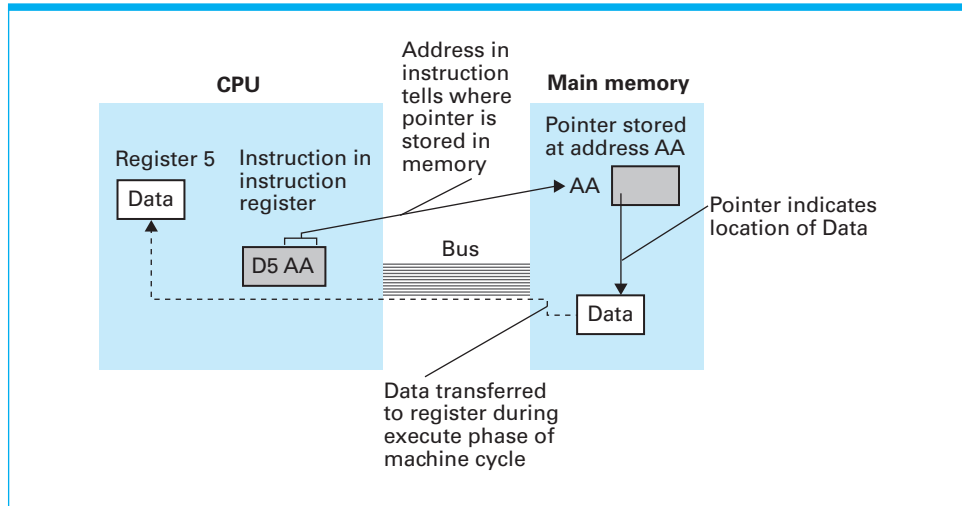 CPU
Address in
instruction
tells where
pointer is
stored in
memory
Main memory
Register 5
Data
Instruction in
instruction
register
D5 AA
Bus
Pointer stored
at address AA
AA
Pointer indicates
location of Data
Data
Data transferred
to register during
execute phase of
machine cycle